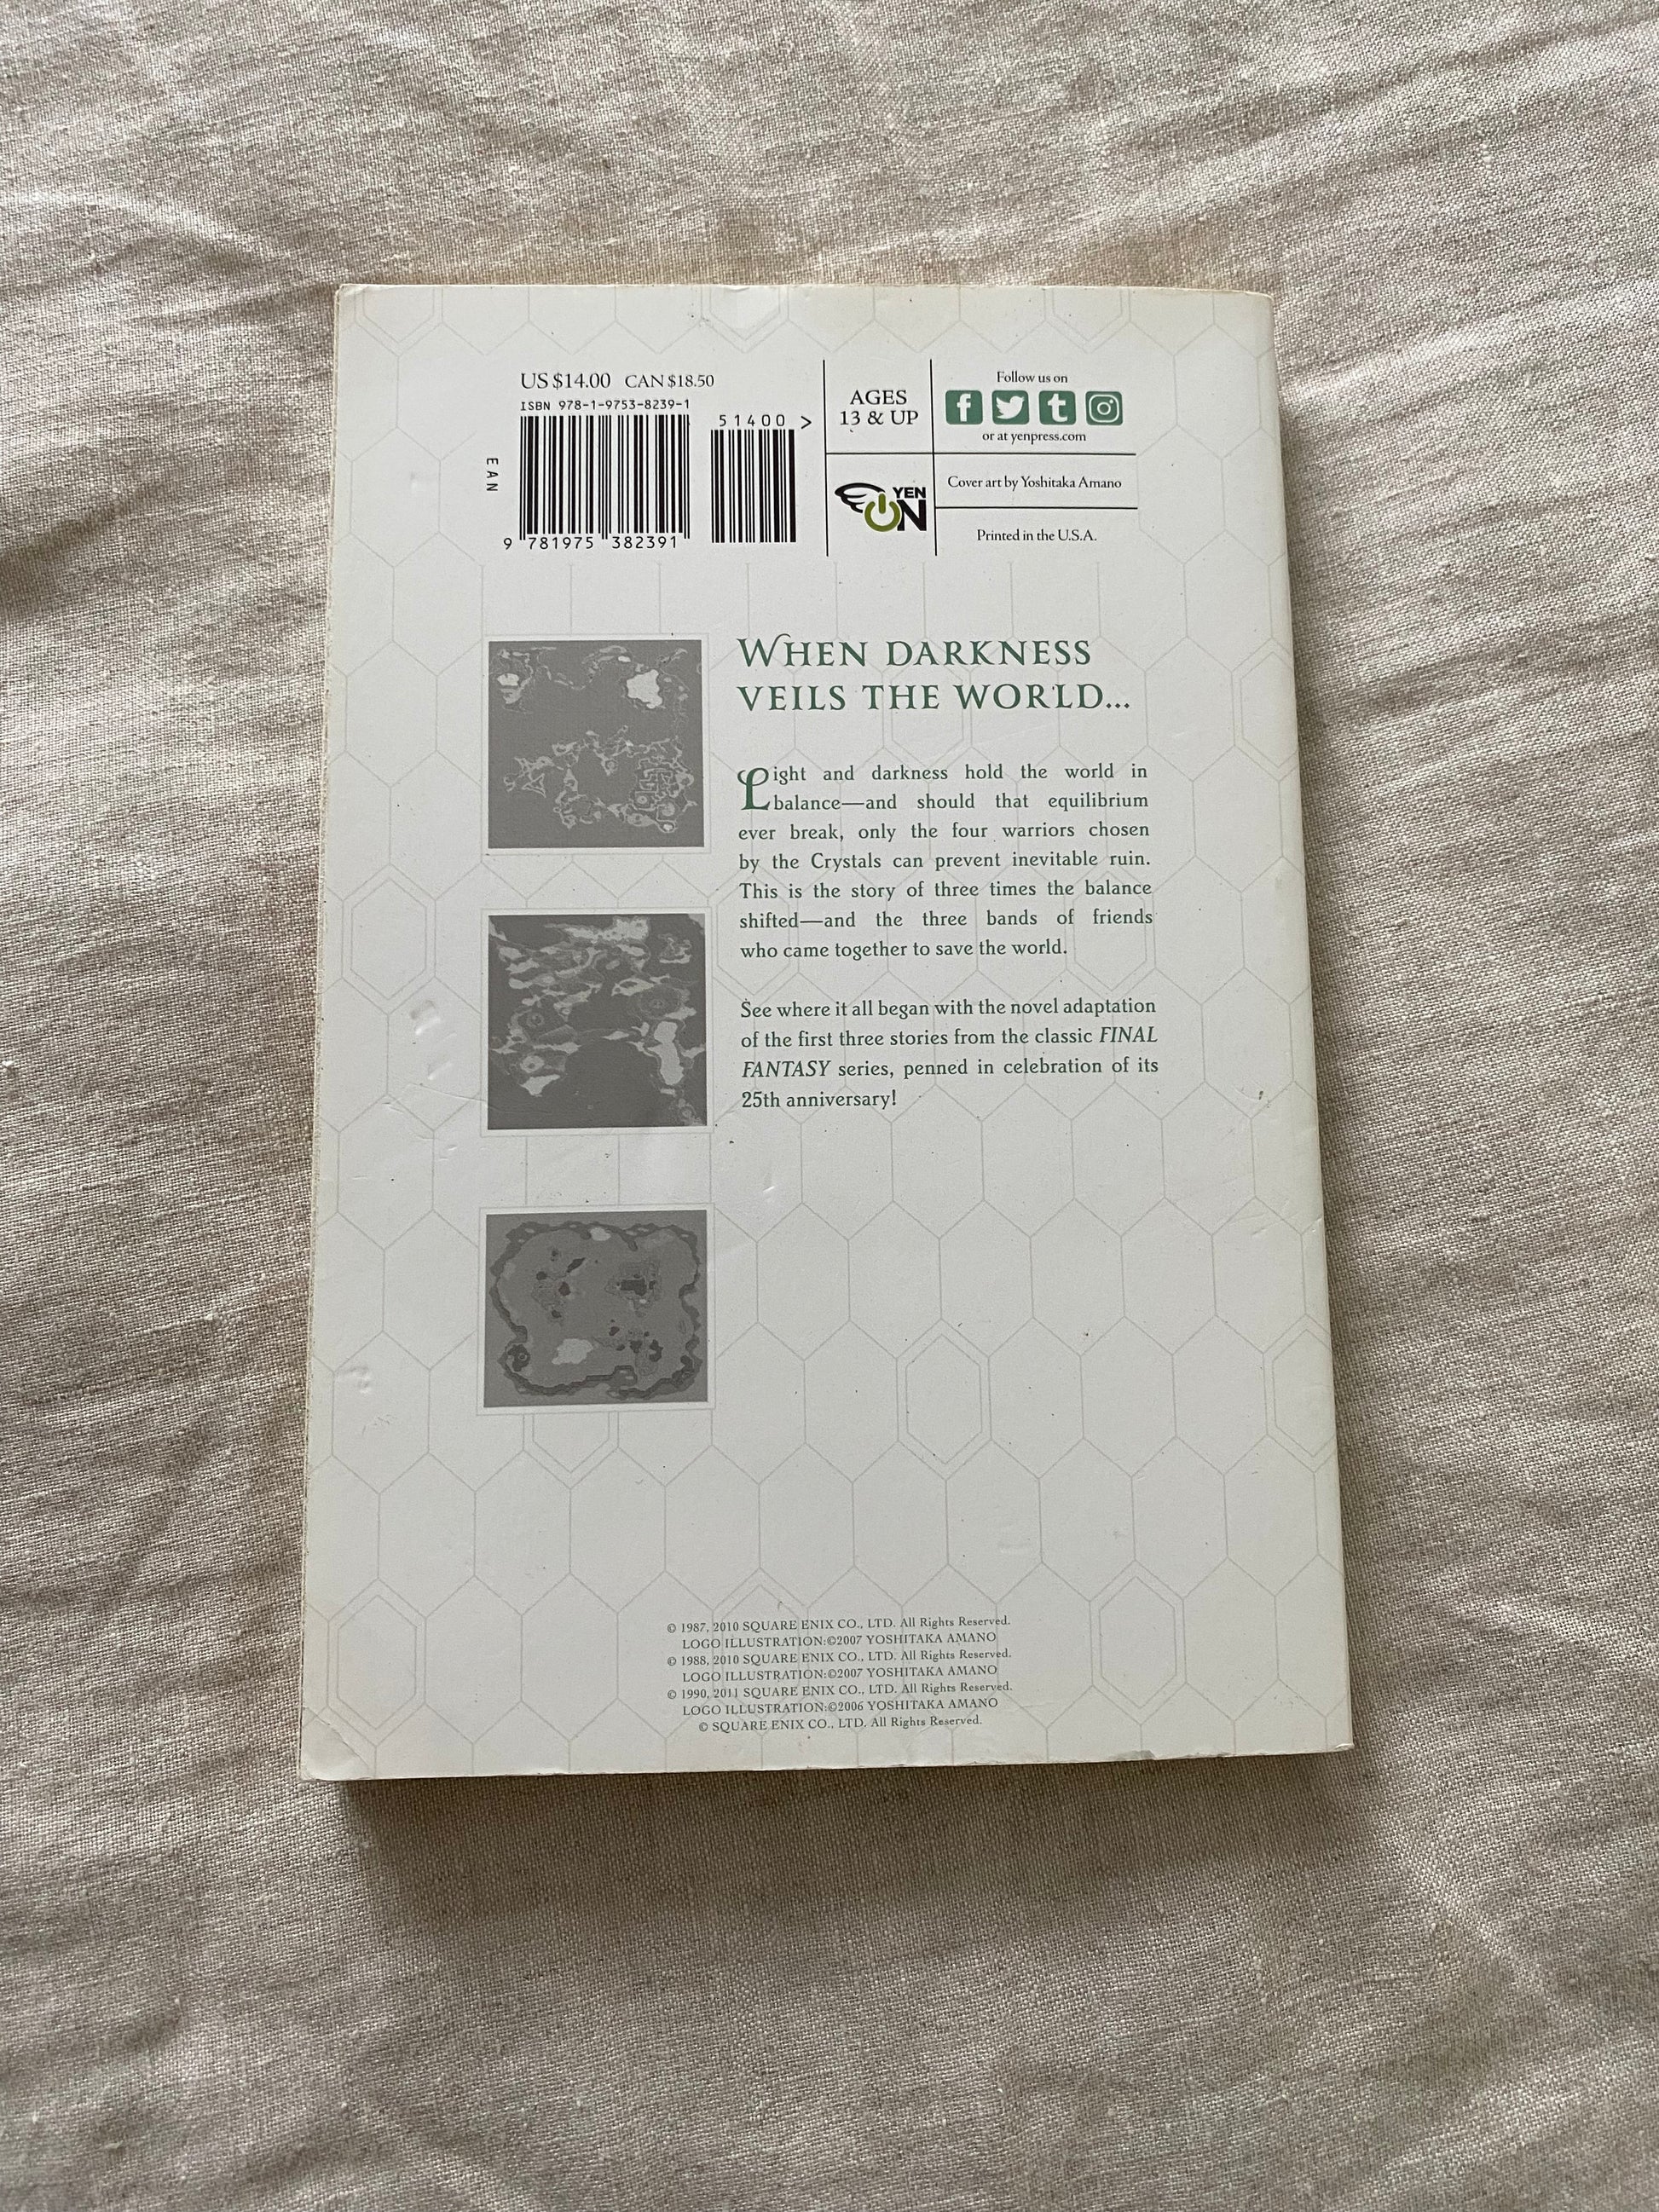 US $14.00 CAN $18.50
ISBN 978-1-9753-8239-1
51400 >
EAN
9 781975 382391
AGES
13 & UP
YEN
ON
Follow us on
f t
or at yenpress.com
Cover art by Yoshitaka Amano
Printed in the U.S.A.
WHEN DARKNESS
VEILS THE WORLD...
Light and darkness hold the world in
balance—and should that equilibrium
ever break, only the four warriors chosen
by the Crystals can prevent inevitable ruin.
This is the story of three times the balance
shifted—and the three bands of friends
who came together to save the world.
See where it all began with the novel adaptation
of the first three stories from the classic FINAL
FANTASY series, penned in celebration of its
25th anniversary!
© 1987, 2010 SQUARE ENIX CO., LTD. All Rights Reserved.
LOGO ILLUSTRATION:©2007 YOSHITAKA AMANO
© 1988, 2010 SQUARE ENIX CO., LTD. All Rights Reserved.
LOGO ILLUSTRATION:©2007 YOSHITAKA AMANO
© 1990, 2011 SQUARE ENIX CO., LTD. All Rights Reserved.
LOGO ILLUSTRATION:©2006 YOSHITAKA AMANO
© SQUARE ENIX CO., LTD. All Rights Reserved.